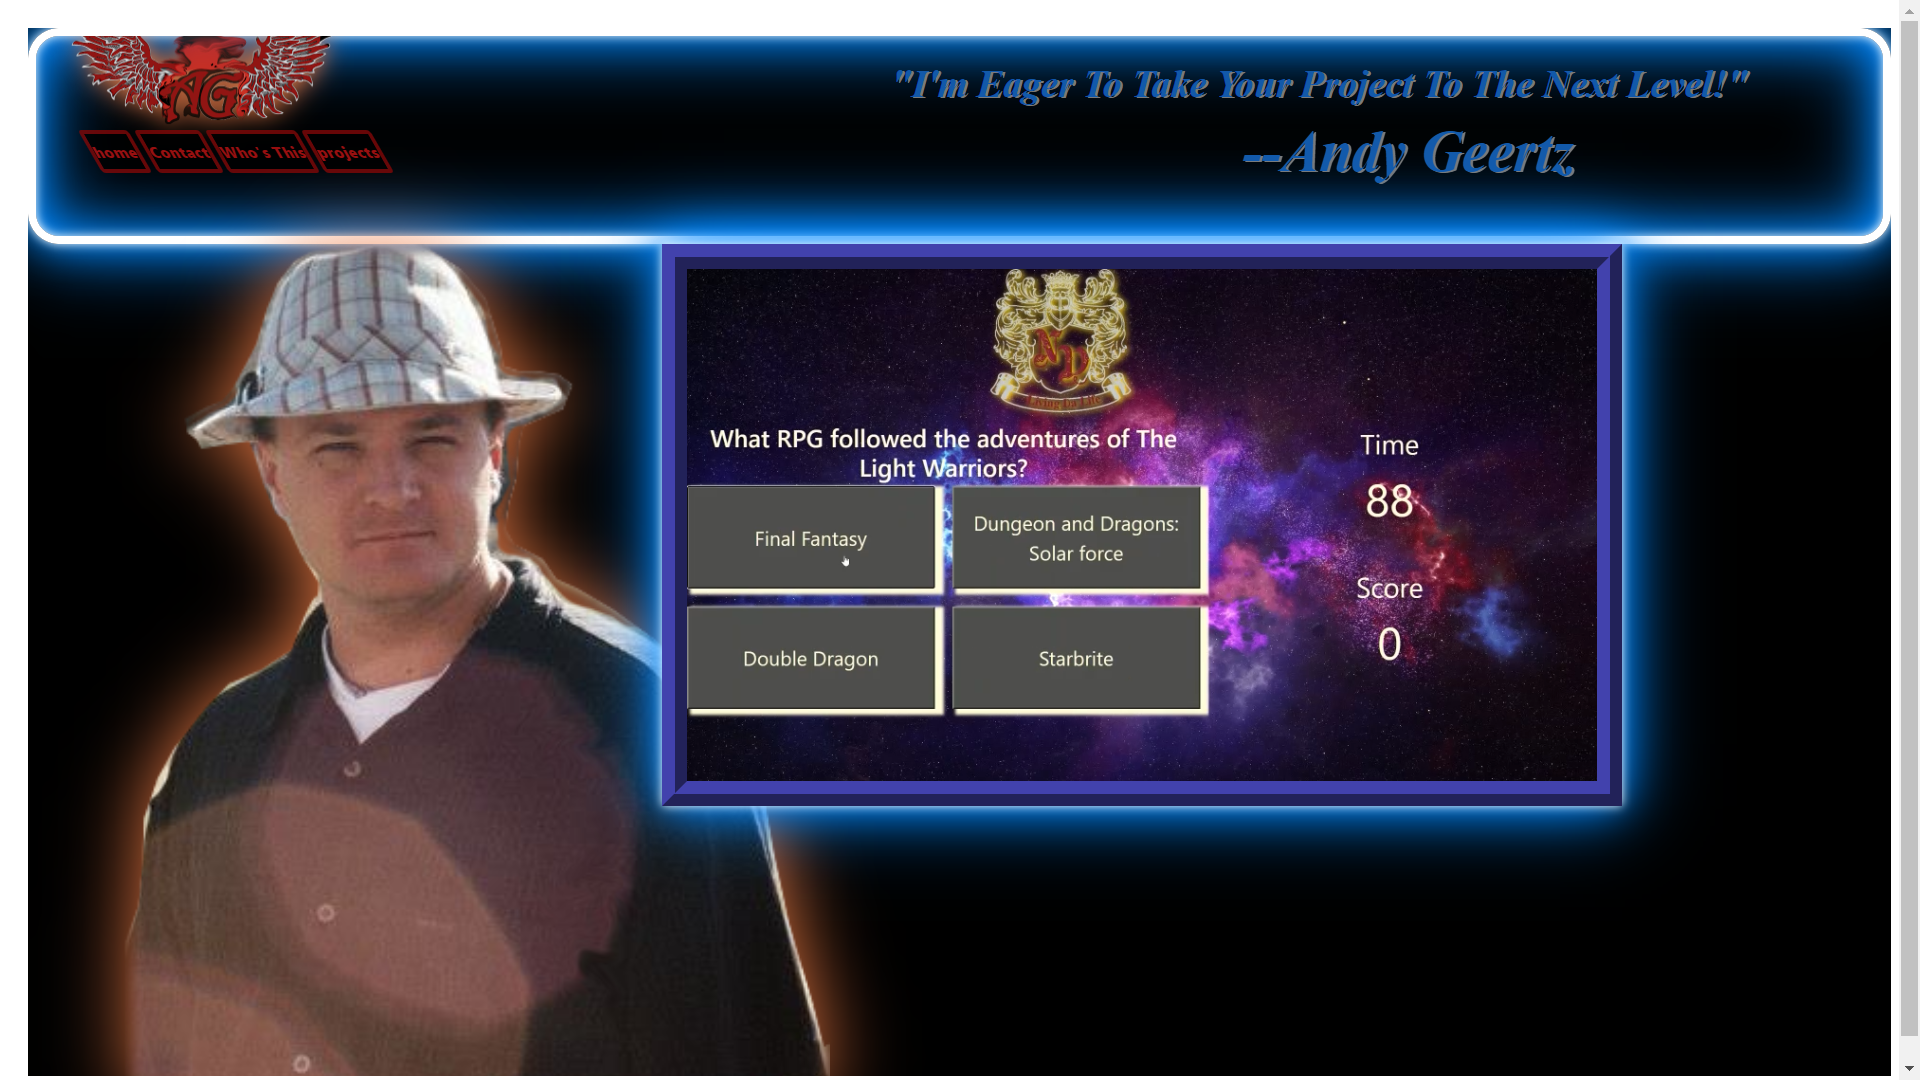 AG
home Contact Who's This projects
"I'm Eager To Take Your Project To The Next Level!"
--Andy Geertz
ND
What RPG followed the adventures of The
Light Warriors?
Final Fantasy
Dungeon and Dragons:
Solar force
Double Dragon
Starbrite
Time
88
Score
0